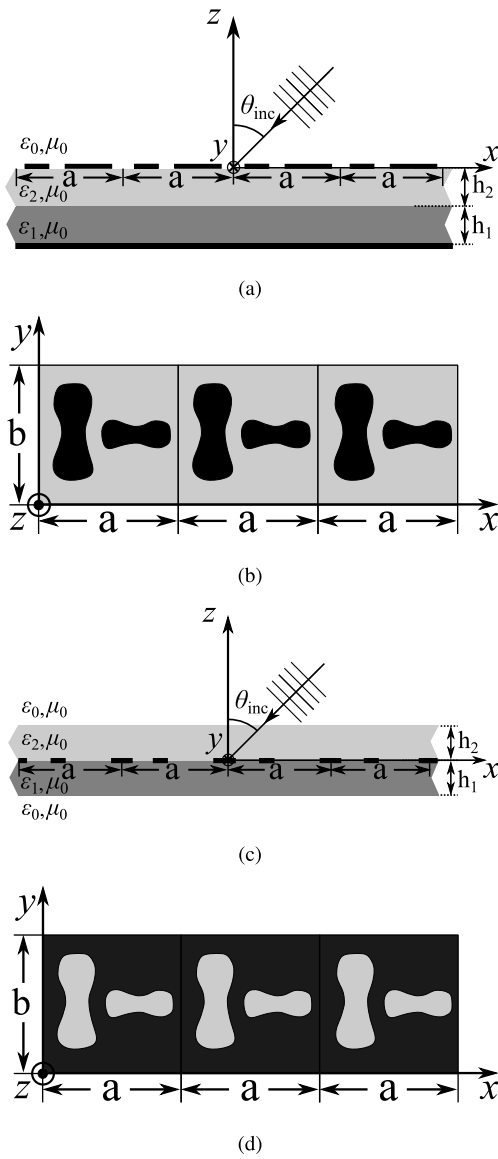 z
θinc
ε0,μ0
y
x
a a a a
ε2,μ0
h2
ε1,μ0
h1
(a)
y
b
z
a a a
x
(b)
z
θinc
ε0,μ0
ε2,μ0
y
h2
x
a a a a
ε1,μ0
h1
ε0,μ0
(c)
y
b
z
a a a
x
(d)